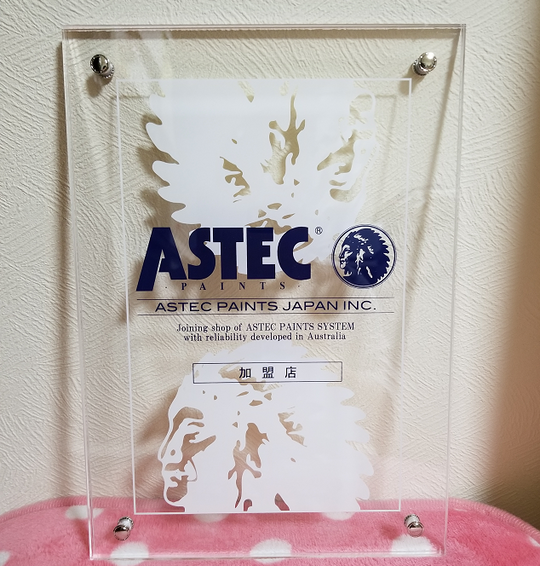 ASTEC®
PAINTS
ASTEC PAINTS JAPAN INC.
Joining shop of ASTEC PAINTS SYSTEM
with reliability developed in Australia
加盟店